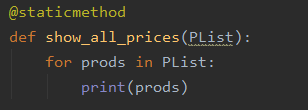 @staticmethod
def show_all_prices(PList):
    for prods in PList:
        print(prods)